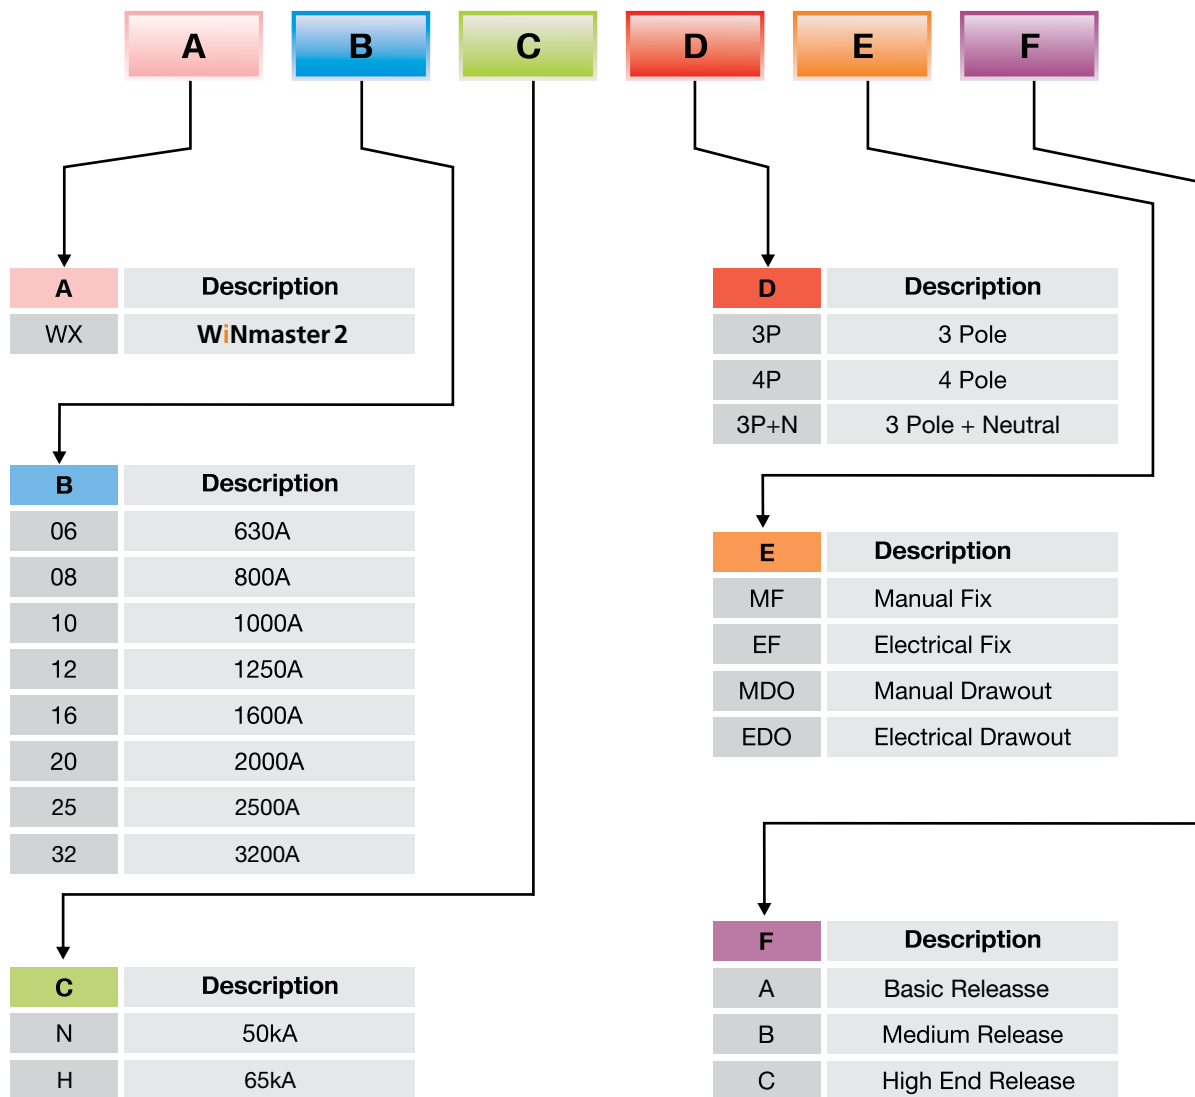 A B C D E F
A Description
WX WiNmaster 2
B Description
06 630A
08 800A
10 1000A
12 1250A
16 1600A
20 2000A
25 2500A
32 3200A
C Description
N 50kA
H 65kA
D Description
3P 3 Pole
4P 4 Pole
3P+N 3 Pole + Neutral
E Description
MF Manual Fix
EF Electrical Fix
MDO Manual Drawout
EDO Electrical Drawout
F Description
A Basic Releasse
B Medium Release
C High End Release